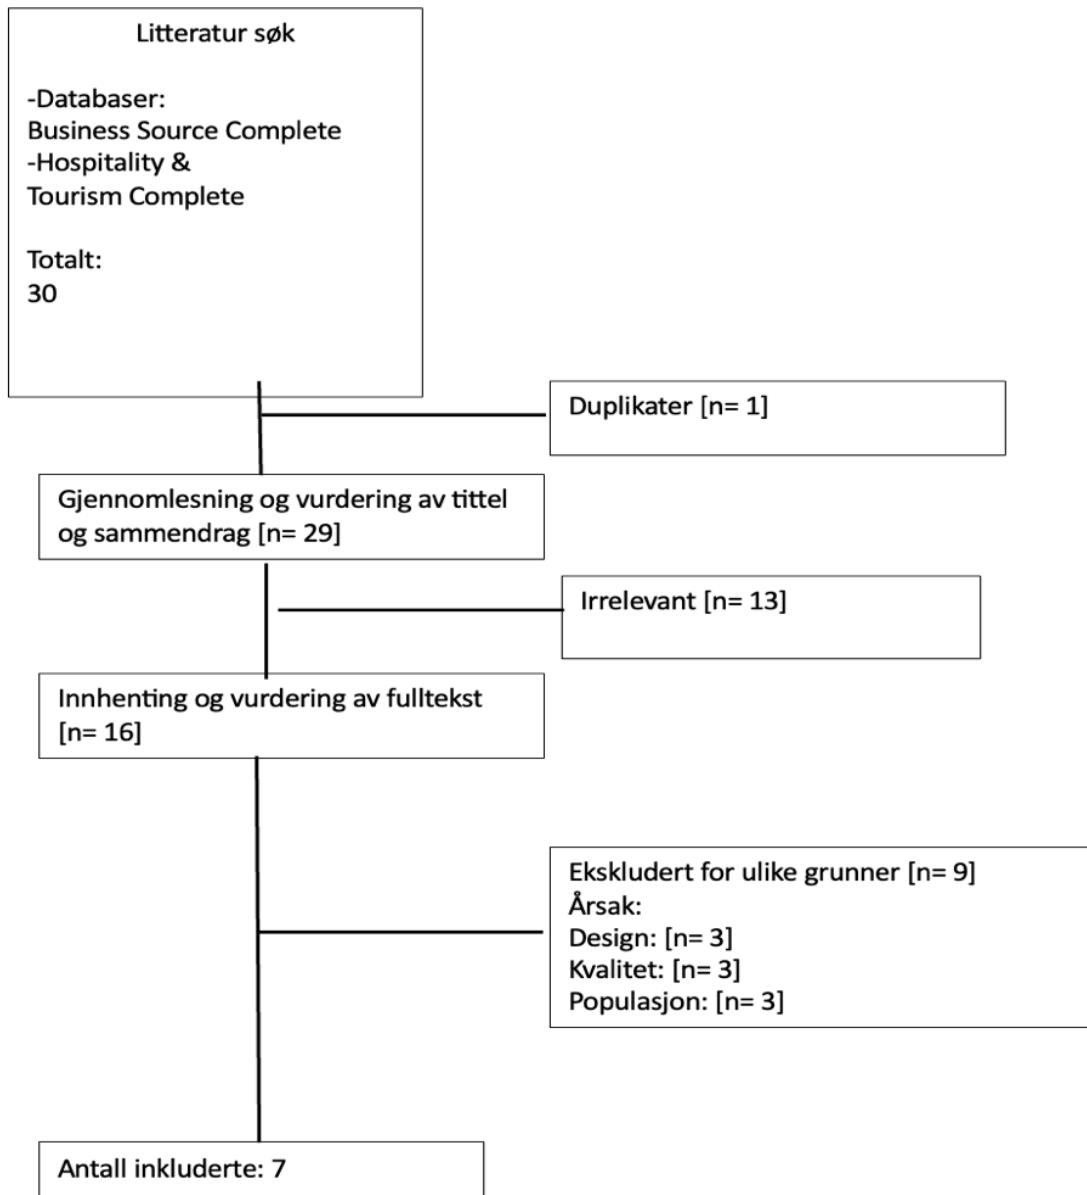 Litteratur søk
-Databaser:
Business Source Complete
-Hospitality &
Tourism Complete
Totalt:
30
Duplikater [n= 1]
Gjennomlesning og vurdering av tittel
og sammendrag [n= 29]
Irrelevant [n= 13]
Innhenting og vurdering av fulltekst
[n= 16]
Ekskludert for ulike grunner [n= 9]
Årsak:
Design: [n= 3]
Kvalitet: [n= 3]
Populasjon: [n= 3]
Antall inkluderte: 7